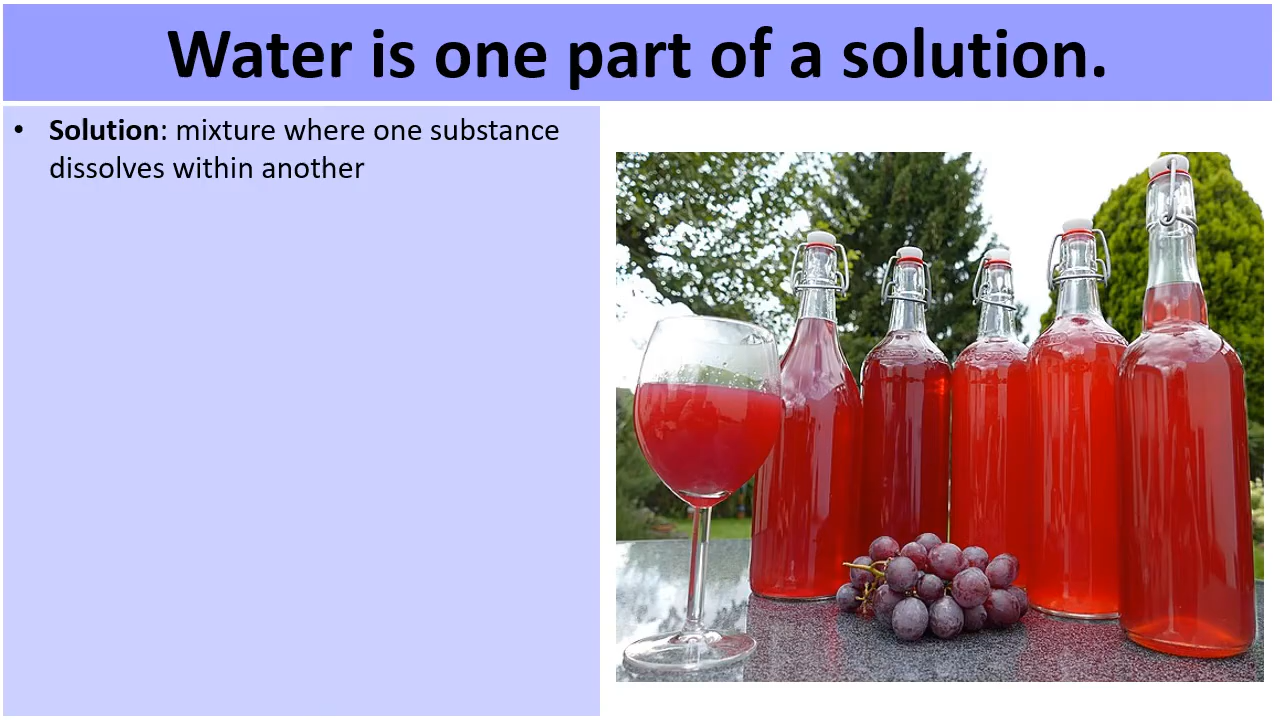 Water is one part of a solution.
• Solution: mixture where one substance
dissolves within another